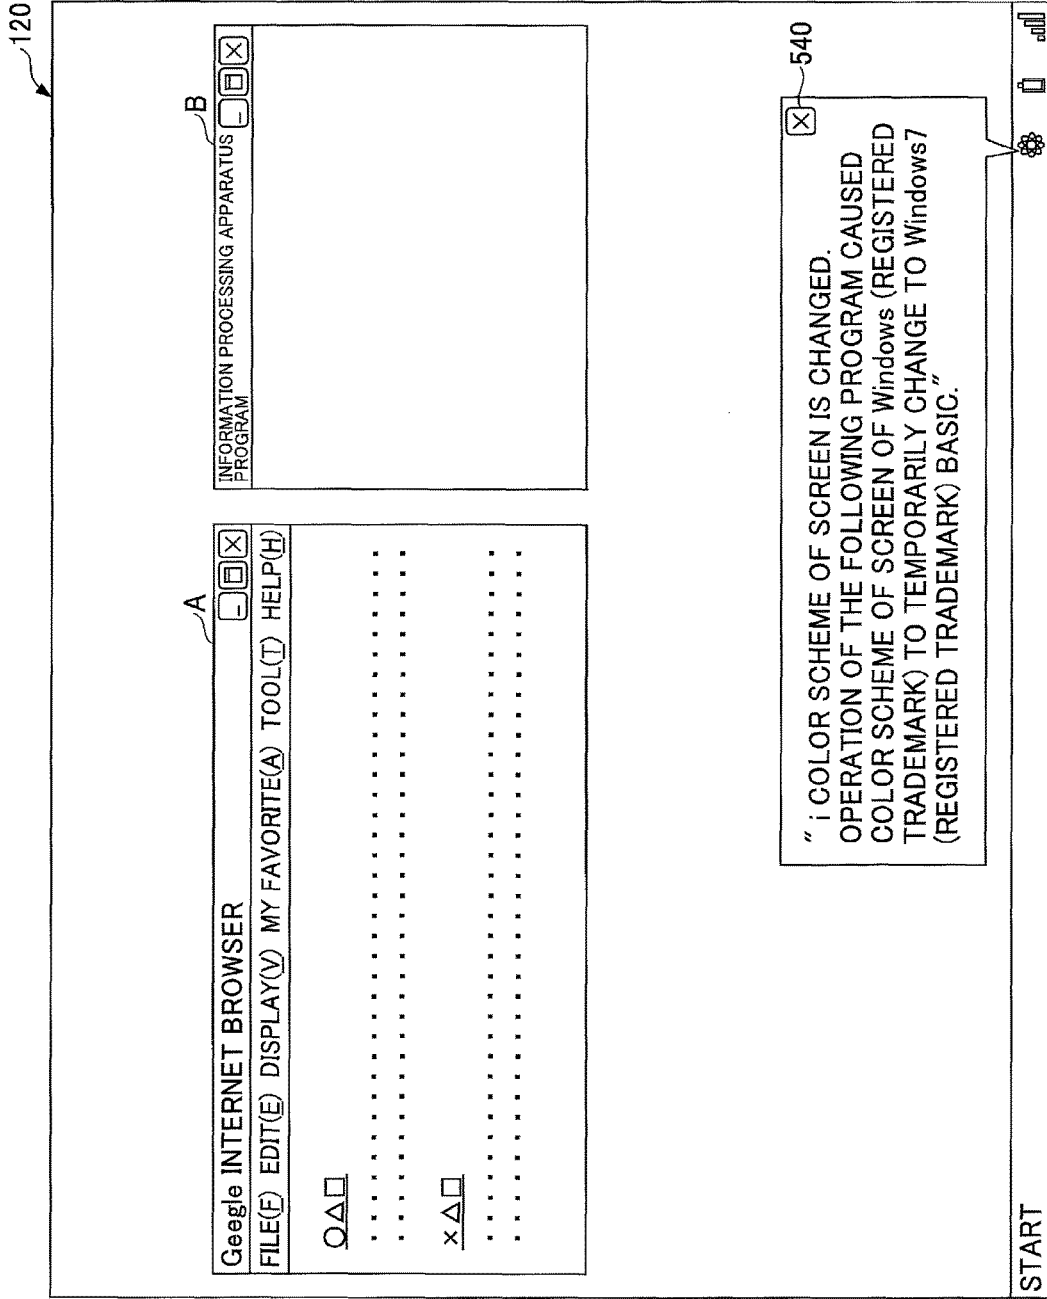 120
A
Geegle INTERNET BROWSER
FILE(F) EDIT(E) DISPLAY(V) MY FAVORITE(A) TOOL(T) HELP(H)
○△□
×△□
B
INFORMATION PROCESSING APPARATUS
PROGRAM
540
"¡ COLOR SCHEME OF SCREEN IS CHANGED.
OPERATION OF THE FOLLOWING PROGRAM CAUSED
COLOR SCHEME OF SCREEN OF Windows (REGISTERED
TRADEMARK) TO TEMPORARILY CHANGE TO Windows7
(REGISTERED TRADEMARK) BASIC."
START